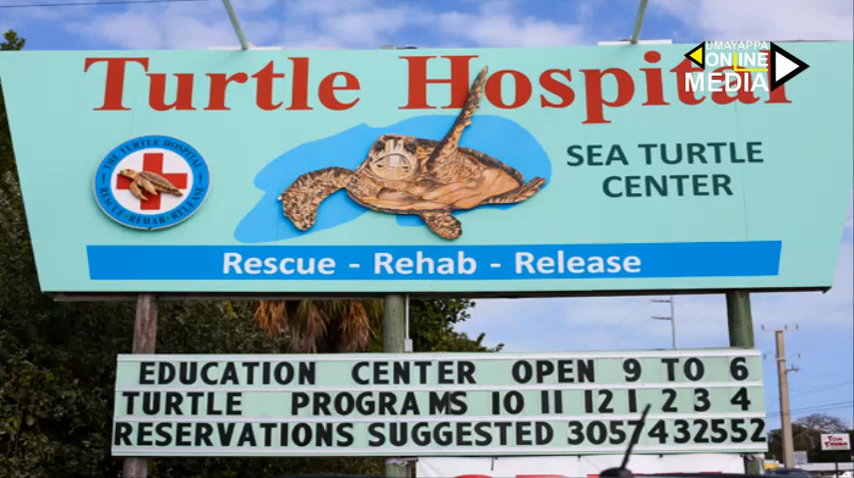 UMAYAPPA
ONLINE
MEDIA
Turtle Hospital
THE TURTLE HOSPITAL
RESCUE-REHAB-RELEASE
SEA TURTLE
CENTER
Rescue - Rehab - Release
EDUCATION CENTER OPEN 9 TO 6
TURTLE PROGRAMS 10 11 12 1 2 3 4
RESERVATIONS SUGGESTED 3057432552